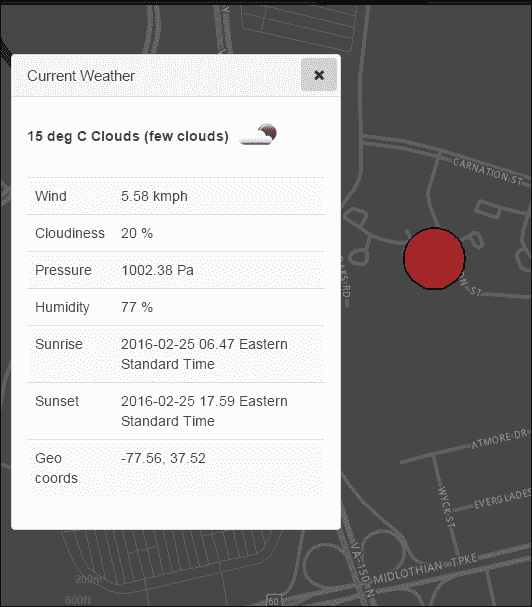 Current Weather
15 deg C Clouds (few clouds)
Wind 5.58 kmph
Cloudiness 20 %
Pressure 1002.38 Pa
Humidity 77 %
Sunrise 2016-02-25 06.47 Eastern
Standard Time
Sunset 2016-02-25 17.59 Eastern
Standard Time
Geo -77.56, 37.52
coords
CARNATION ST
OAKS RD
ON ST
ATMORE DR
WYCK ST
EVERGLADES
VA-150 N
MIDLOTHIAN TPKE
60
200m
600ft